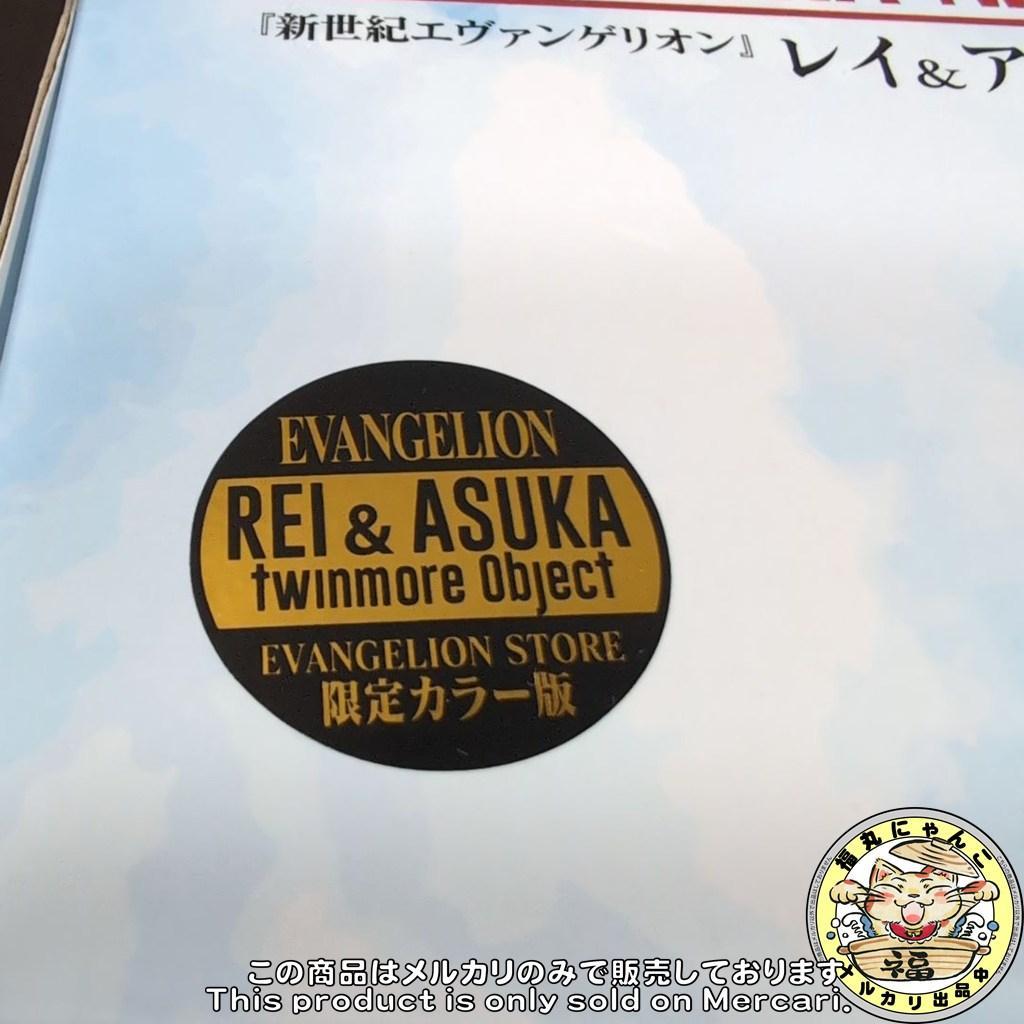 『新世紀エヴァンゲリオン』 レイ&ア
EVANGELION
REI & ASUKA
twinmore Object
EVANGELION STORE
限定カラー版
福丸にゃんこ
福
メルカリ出品中
この商品はメルカリのみで販売しております。
This product is only sold on Mercari.